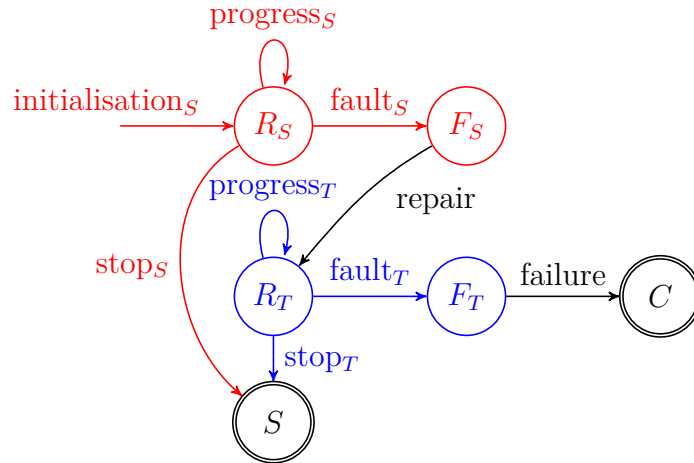 progress_S
initialisation_S
R_S
fault_S
F_S
progress_T
repair
stop_S
R_T
fault_T
F_T
failure
C
stop_T
S